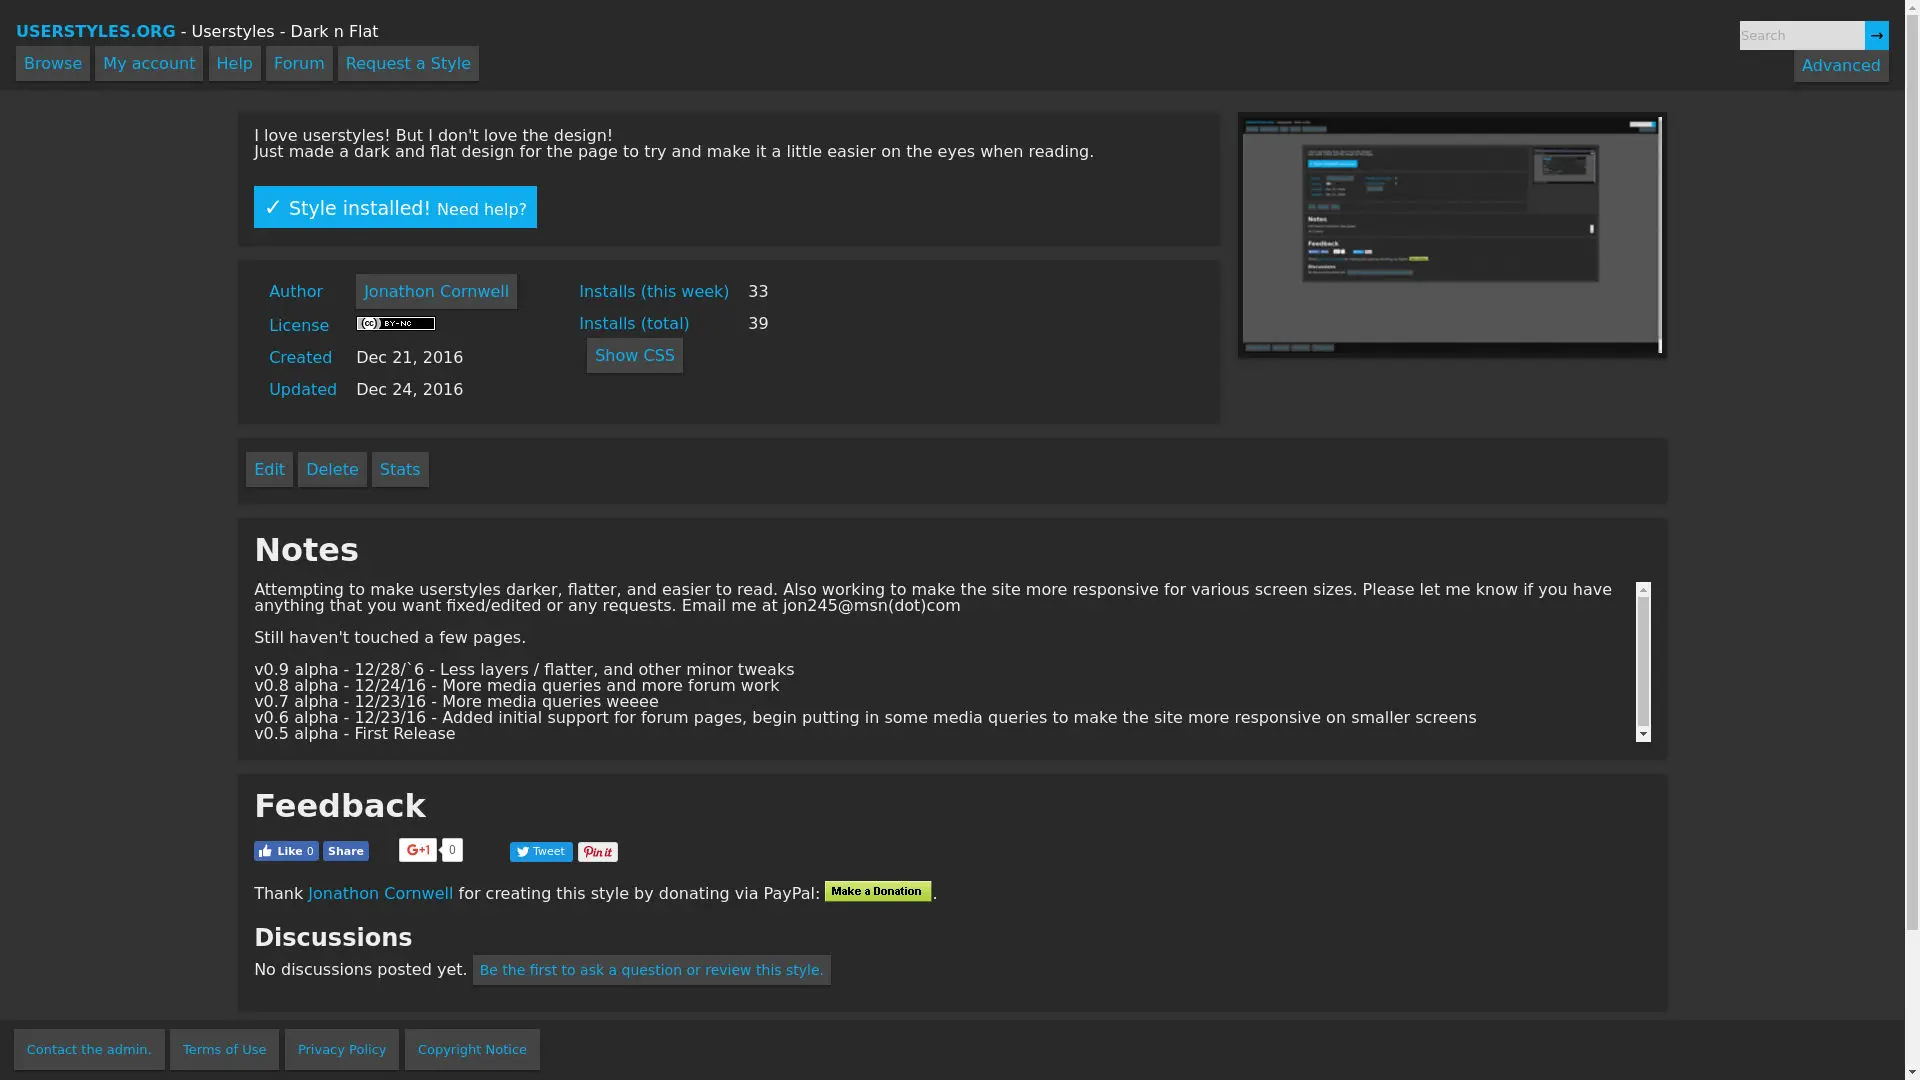 USERSTYLES.ORG - Userstyles - Dark n Flat
Search →
Browse My account Help Forum Request a Style
Advanced
I love userstyles! But I don't love the design!
Just made a dark and flat design for the page to try and make it a little easier on the eyes when reading.
✓ Style installed! Need help?
Author Jonathon Cornwell Installs (this week) 33
License BY-NC Installs (total) 39
Created Dec 21, 2016 Show CSS
Updated Dec 24, 2016
Edit Delete Stats
Notes
Attempting to make userstyles darker, flatter, and easier to read. Also working to make the site more responsive for various screen sizes. Please let me know if you have
anything that you want fixed/edited or any requests. Email me at jon245@msn(dot)com
Still haven't touched a few pages.
v0.9 alpha - 12/28/`6 - Less layers / flatter, and other minor tweaks
v0.8 alpha - 12/24/16 - More media queries and more forum work
v0.7 alpha - 12/23/16 - More media queries weeee
v0.6 alpha - 12/23/16 - Added initial support for forum pages, begin putting in some media queries to make the site more responsive on smaller screens
v0.5 alpha - First Release
Feedback
Like 0 Share G+1 0 Tweet Pin it
Thank Jonathon Cornwell for creating this style by donating via PayPal: Make a Donation.
Discussions
No discussions posted yet. Be the first to ask a question or review this style.
Contact the admin. Terms of Use Privacy Policy Copyright Notice